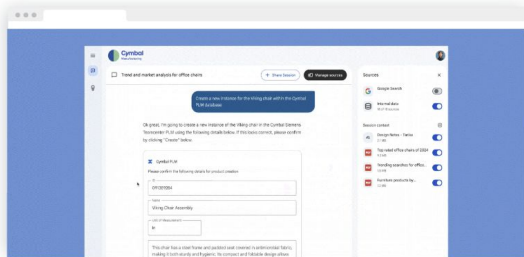 Cymbal
Trend and market analysis for office chairs
Share Session
Manage sources
Sources
Create a new instance for the Viking chair within the Cymbal
PLM database
Google Search
Internal data
Ok great, I'm going to create a new instance of the Viking chair in the Cymbal Siemens
Teamcenter PLM using the following details below. If this looks correct, please confirm
by clicking "Create" below.
Session context
Design Notes - Fabric
Top rated office chairs of 2024
Trending searches for office...
Furniture products by...
Cymbal PLM
Please confirm the following details for product creation
ID
Name
Viking Chair Assembly
Unit of Measurement
This chair has a steel frame and padded seat covered in antimicrobial fabric,
making it both sturdy and hygienic. Its compact and foldable design allows